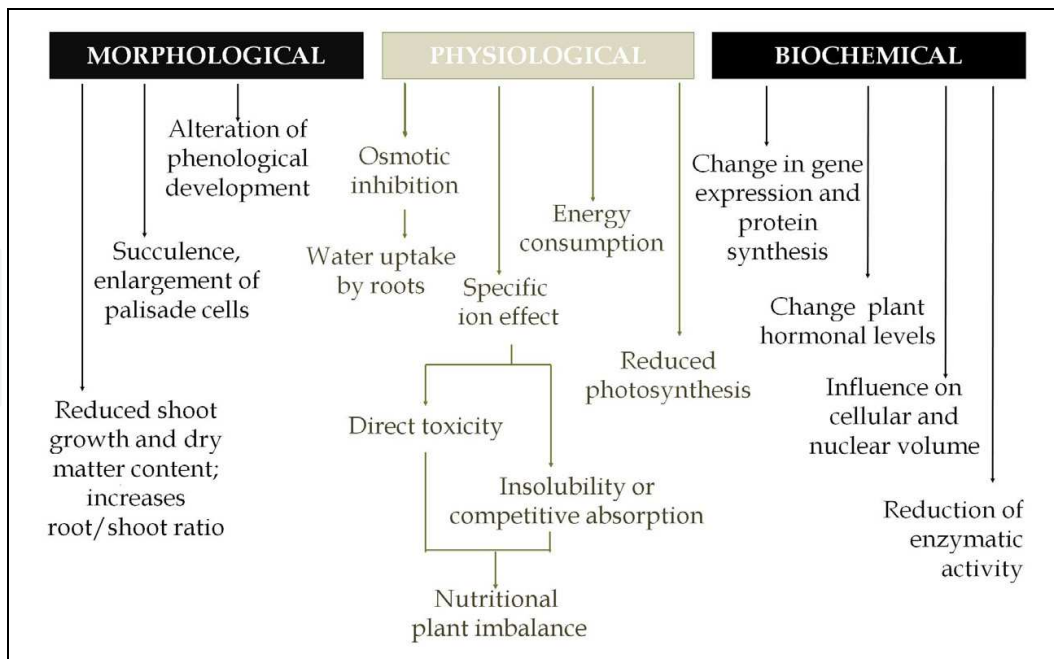 MORPHOLOGICAL
PHYSIOLOGICAL
BIOCHEMICAL
Alteration of
phenological
development
Succulence,
enlargement of
palisade cells
Reduced shoot
growth and dry
matter content;
increases
root/shoot ratio
Osmotic
inhibition
Water uptake
by roots
Specific
ion effect
Energy
consumption
Reduced
photosynthesis
Direct toxicity
Insolubility or
competitive absorption
Nutritional
plant imbalance
Change in gene
expression and
protein
synthesis
Change plant
hormonal levels
Influence on
cellular and
nuclear volume
Reduction of
enzymatic
activity